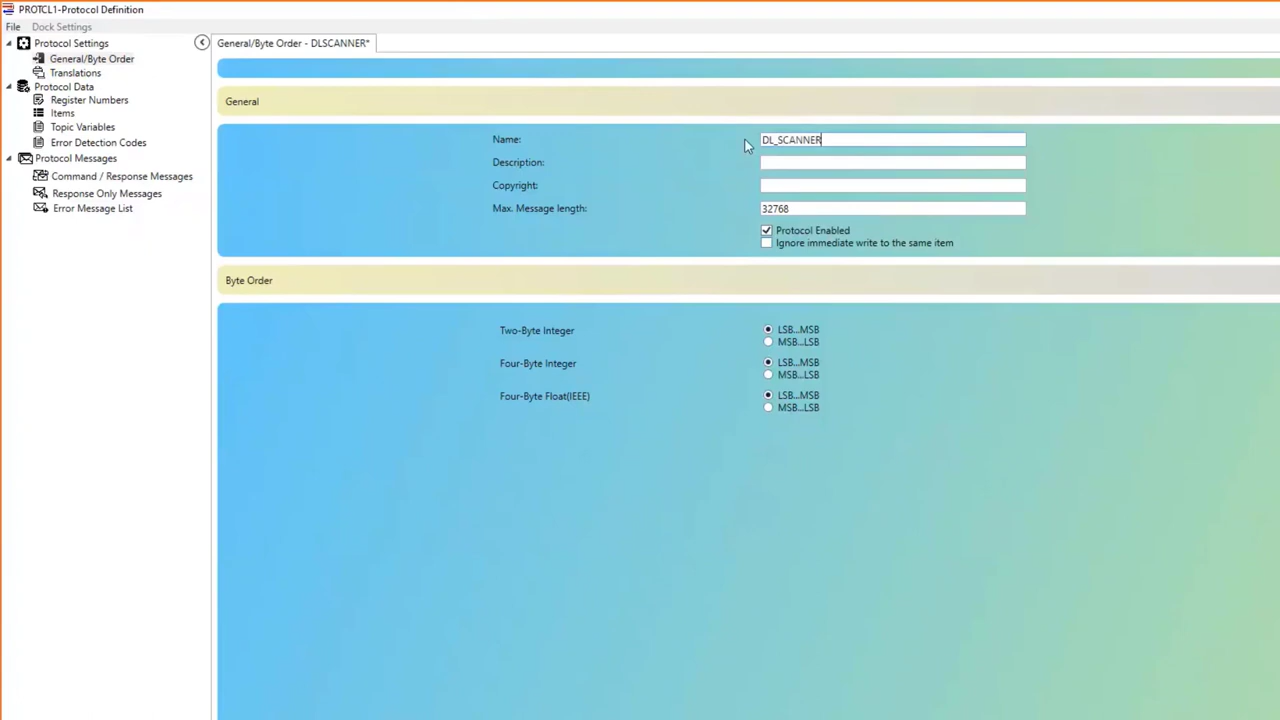 PROTCL1-Protocol Definition
File Dock Settings
Protocol Settings
General/Byte Order
Translations
Protocol Data
Register Numbers
Items
Topic Variables
Error Detection Codes
Protocol Messages
Command / Response Messages
Response Only Messages
Error Message List
General/Byte Order - DLSCANNER*
General
Name: DL_SCANNER
Description:
Copyright:
Max. Message length: 32768
Protocol Enabled
Ignore immediate write to the same item
Byte Order
Two-Byte Integer LSB...MSB
MSB...LSB
Four-Byte Integer LSB...MSB
MSB...LSB
Four-Byte Float(IEEE) LSB...MSB
MSB...LSB